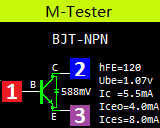 M-Tester
BJT-NPN
C 2
1 B
588mV
E 3
hFE=120
Ube=1.07v
Ic =5.5mA
Iceo=4.0mA
Ices=8.0mA